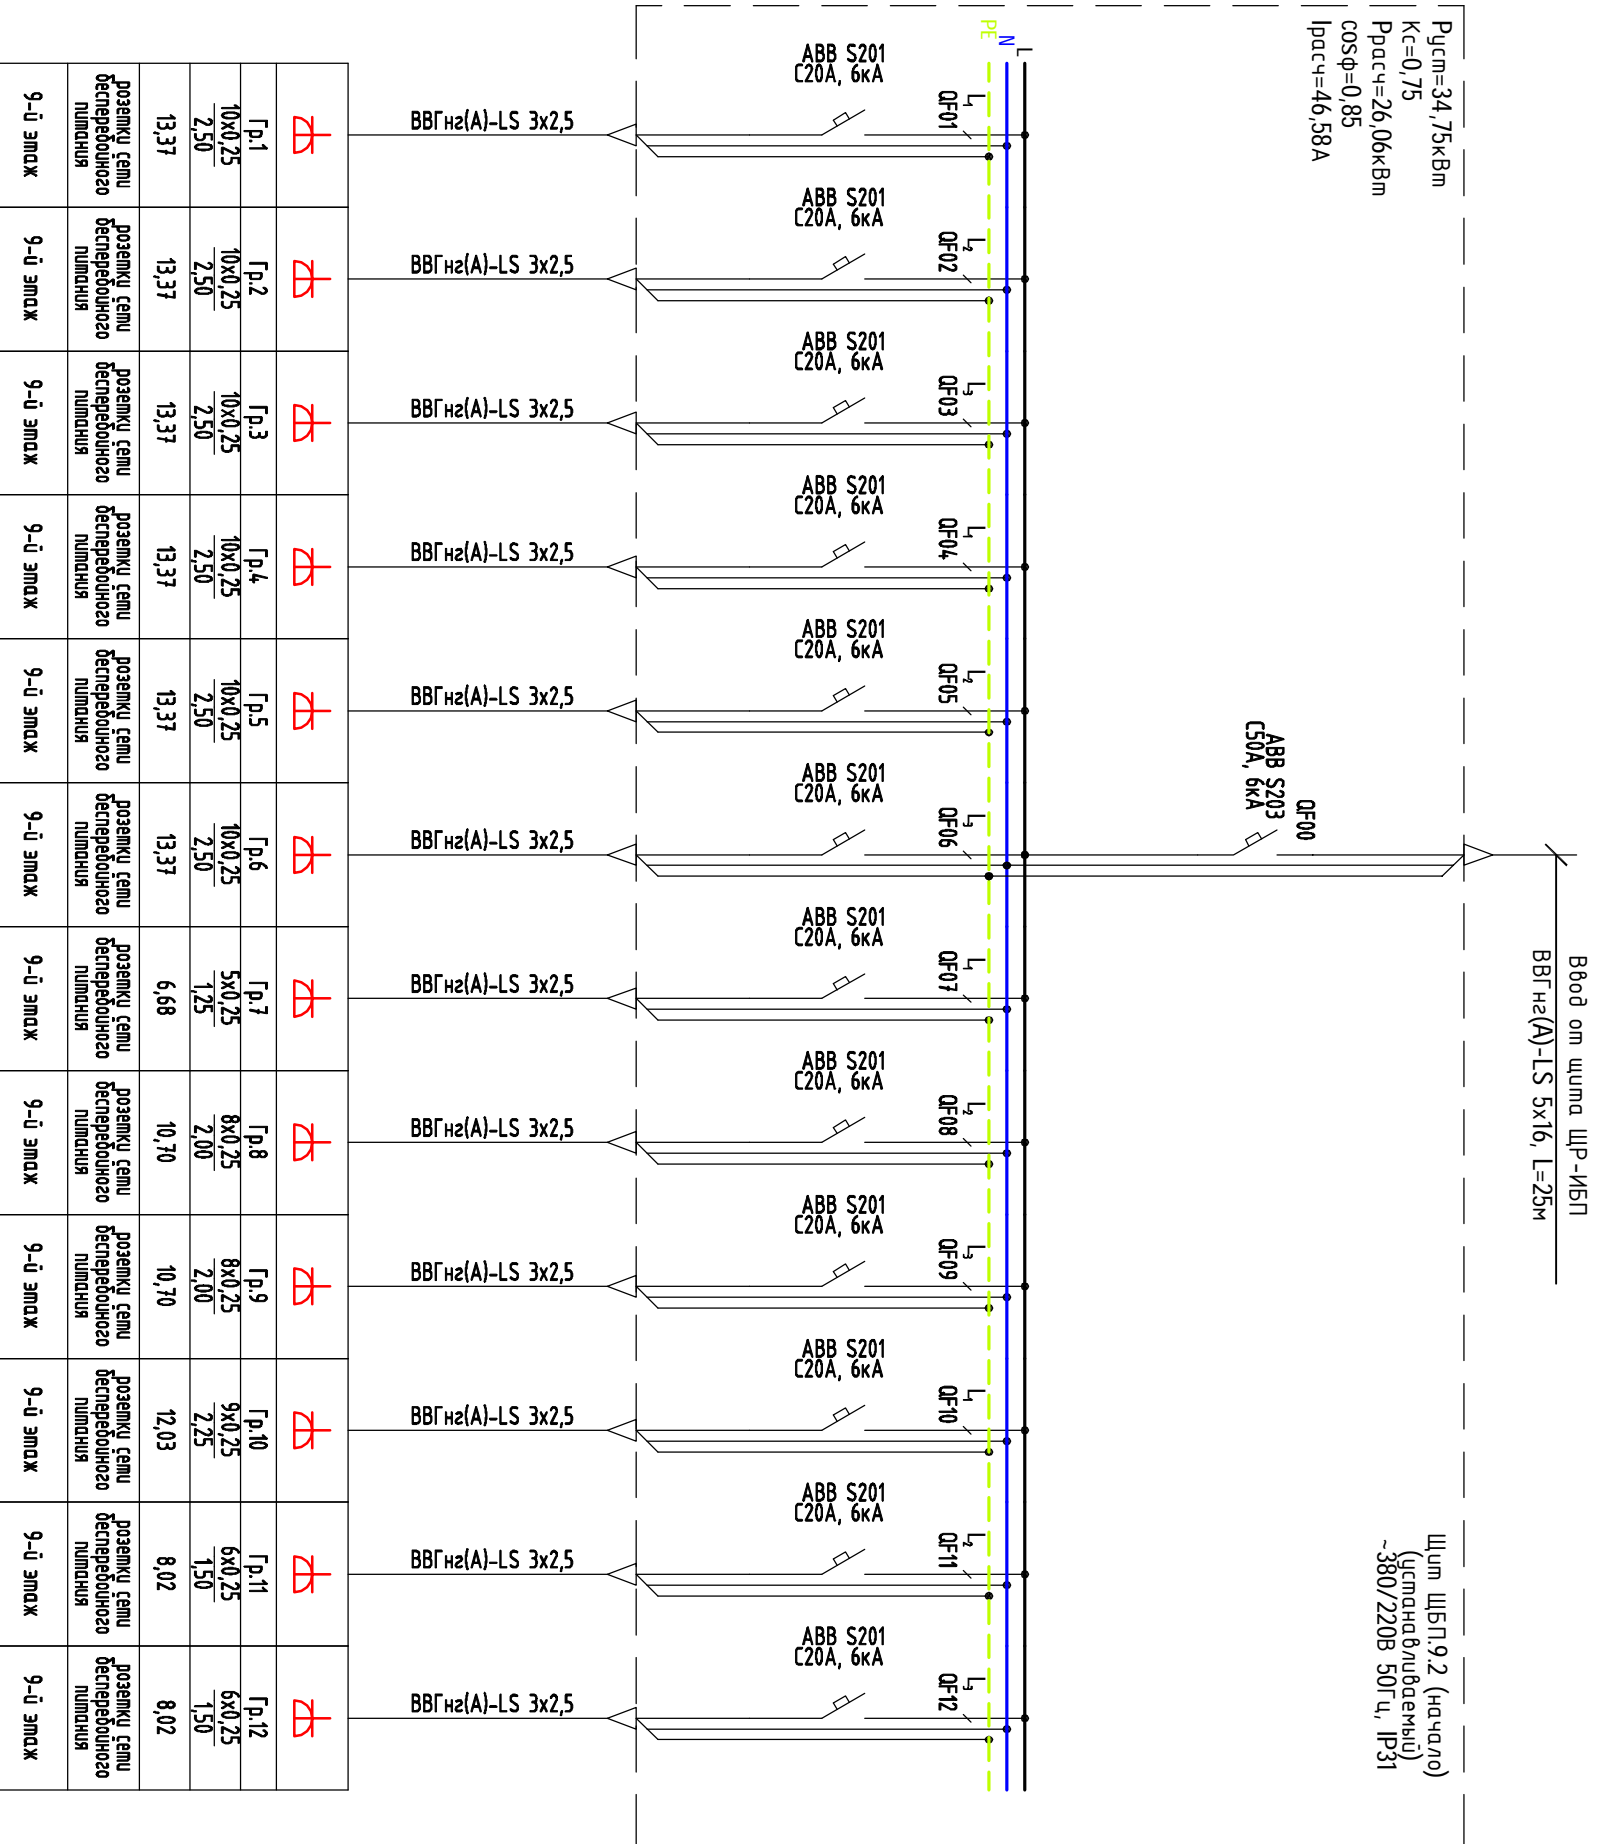 Руст=34,75кВт
Кс=0,75
Ррасч=26,06кВт
cosφ=0,85
Iрасч=46,58А
Ввод от щита ЩР-ИБП
ВВГнг(А)-LS 5х16, L=25м
Щит ЩБП.9.2 (начало)
(устанавливаемый)
~380/220В 50Гц, IP31
QF00
ABB S203
C50A, 6кА
L
N
PE
L1
QF01
ABB S201
C20A, 6кА
L2
QF02
ABB S201
C20A, 6кА
L3
QF03
ABB S201
C20A, 6кА
L1
QF04
ABB S201
C20A, 6кА
L2
QF05
ABB S201
C20A, 6кА
L3
QF06
ABB S201
C20A, 6кА
L1
QF07
ABB S201
C20A, 6кА
L2
QF08
ABB S201
C20A, 6кА
L3
QF09
ABB S201
C20A, 6кА
L1
QF10
ABB S201
C20A, 6кА
L2
QF11
ABB S201
C20A, 6кА
L3
QF12
ABB S201
C20A, 6кА
ВВГнг(А)-LS 3х2,5
ВВГнг(А)-LS 3х2,5
ВВГнг(А)-LS 3х2,5
ВВГнг(А)-LS 3х2,5
ВВГнг(А)-LS 3х2,5
ВВГнг(А)-LS 3х2,5
ВВГнг(А)-LS 3х2,5
ВВГнг(А)-LS 3х2,5
ВВГнг(А)-LS 3х2,5
ВВГнг(А)-LS 3х2,5
ВВГнг(А)-LS 3х2,5
ВВГнг(А)-LS 3х2,5
Гр.1
10х0,25
2,50
13,37
розетки сети
бесперебойного
питания
9-й этаж
Гр.2
10х0,25
2,50
13,37
розетки сети
бесперебойного
питания
9-й этаж
Гр.3
10х0,25
2,50
13,37
розетки сети
бесперебойного
питания
9-й этаж
Гр.4
10х0,25
2,50
13,37
розетки сети
бесперебойного
питания
9-й этаж
Гр.5
10х0,25
2,50
13,37
розетки сети
бесперебойного
питания
9-й этаж
Гр.6
10х0,25
2,50
13,37
розетки сети
бесперебойного
питания
9-й этаж
Гр.7
5х0,25
1,25
6,68
розетки сети
бесперебойного
питания
9-й этаж
Гр.8
8х0,25
2,00
10,70
розетки сети
бесперебойного
питания
9-й этаж
Гр.9
8х0,25
2,00
10,70
розетки сети
бесперебойного
питания
9-й этаж
Гр.10
9х0,25
2,25
12,03
розетки сети
бесперебойного
питания
9-й этаж
Гр.11
6х0,25
1,50
8,02
розетки сети
бесперебойного
питания
9-й этаж
Гр.12
6х0,25
1,50
8,02
розетки сети
бесперебойного
питания
9-й этаж